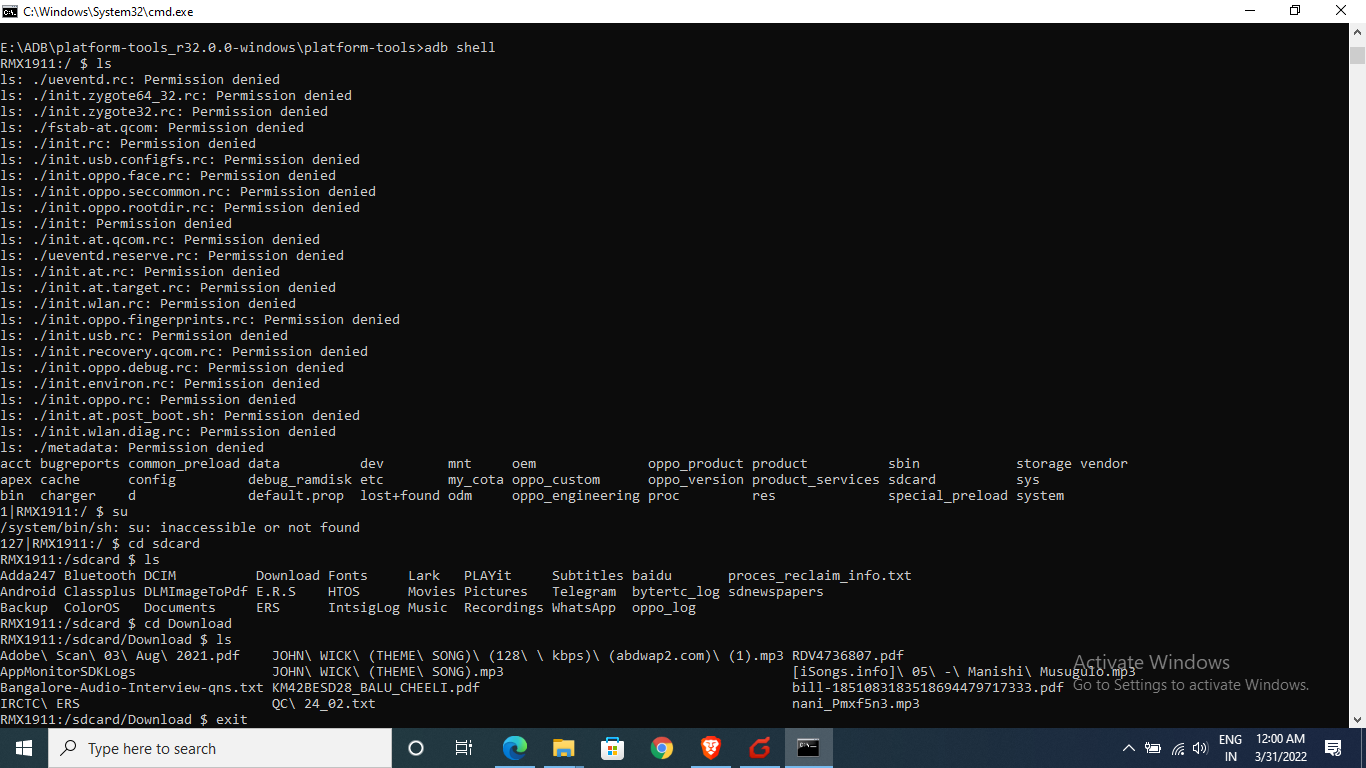 C:\Windows\System32\cmd.exe
E:\ADB\platform-tools_r32.0.0-windows\platform-tools>adb shell
RMX1911:/ $ ls
ls: ./ueventd.rc: Permission denied
ls: ./init.zygote64_32.rc: Permission denied
ls: ./init.zygote32.rc: Permission denied
ls: ./fstab-at.qcom: Permission denied
ls: ./init.rc: Permission denied
ls: ./init.usb.configfs.rc: Permission denied
ls: ./init.oppo.face.rc: Permission denied
ls: ./init.oppo.seccommon.rc: Permission denied
ls: ./init.oppo.rootdir.rc: Permission denied
ls: ./init: Permission denied
ls: ./init.at.qcom.rc: Permission denied
ls: ./ueventd.reserve.rc: Permission denied
ls: ./init.at.rc: Permission denied
ls: ./init.at.target.rc: Permission denied
ls: ./init.wlan.rc: Permission denied
ls: ./init.oppo.fingerprints.rc: Permission denied
ls: ./init.usb.rc: Permission denied
ls: ./init.recovery.qcom.rc: Permission denied
ls: ./init.oppo.debug.rc: Permission denied
ls: ./init.environ.rc: Permission denied
ls: ./init.oppo.rc: Permission denied
ls: ./init.at.post_boot.sh: Permission denied
ls: ./init.wlan.diag.rc: Permission denied
ls: ./metadata: Permission denied
acct bugreports common_preload data dev mnt oem oppo_product product sbin storage vendor
apex cache config debug_ramdisk etc my_cota oppo_custom oppo_version product_services sdcard sys
bin charger d default.prop lost+found odm oppo_engineering proc res special_preload system
1|RMX1911:/ $ su
/system/bin/sh: su: inaccessible or not found
127|RMX1911:/ $ cd sdcard
RMX1911:/sdcard $ ls
Adda247 Bluetooth DCIM Download Fonts Lark PLAYit Subtitles baidu proces_reclaim_info.txt
Android Classplus DLMImageToPdf E.R.S HTOS Movies Pictures Telegram bytertc_log sdnewspapers
Backup ColorOS Documents ERS IntsigLog Music Recordings WhatsApp oppo_log
RMX1911:/sdcard $ cd Download
RMX1911:/sdcard/Download $ ls
Adobe\ Scan\ 03\ Aug\ 2021.pdf JOHN\ WICK\ (THEME\ SONG)\ (128\ \ kbps)\ (abdwap2.com)\ (1).mp3 RDV4736807.pdf
AppMonitorSDKLogs JOHN\ WICK\ (THEME\ SONG).mp3 [iSongs.info]\ 05\ -\ Manishi\ Musugulo.mp3
Bangalore-Audio-Interview-qns.txt KM42BESD28_BALU_CHEELI.pdf bill-1851083183518694479717333.pdf
IRCTC\ ERS QC\ 24_02.txt nani_Pmxf5n3.mp3
RMX1911:/sdcard/Download $ exit
Activate Windows
Go to Settings to activate Windows.
Type here to search
ENG
IN
12:00 AM
3/31/2022